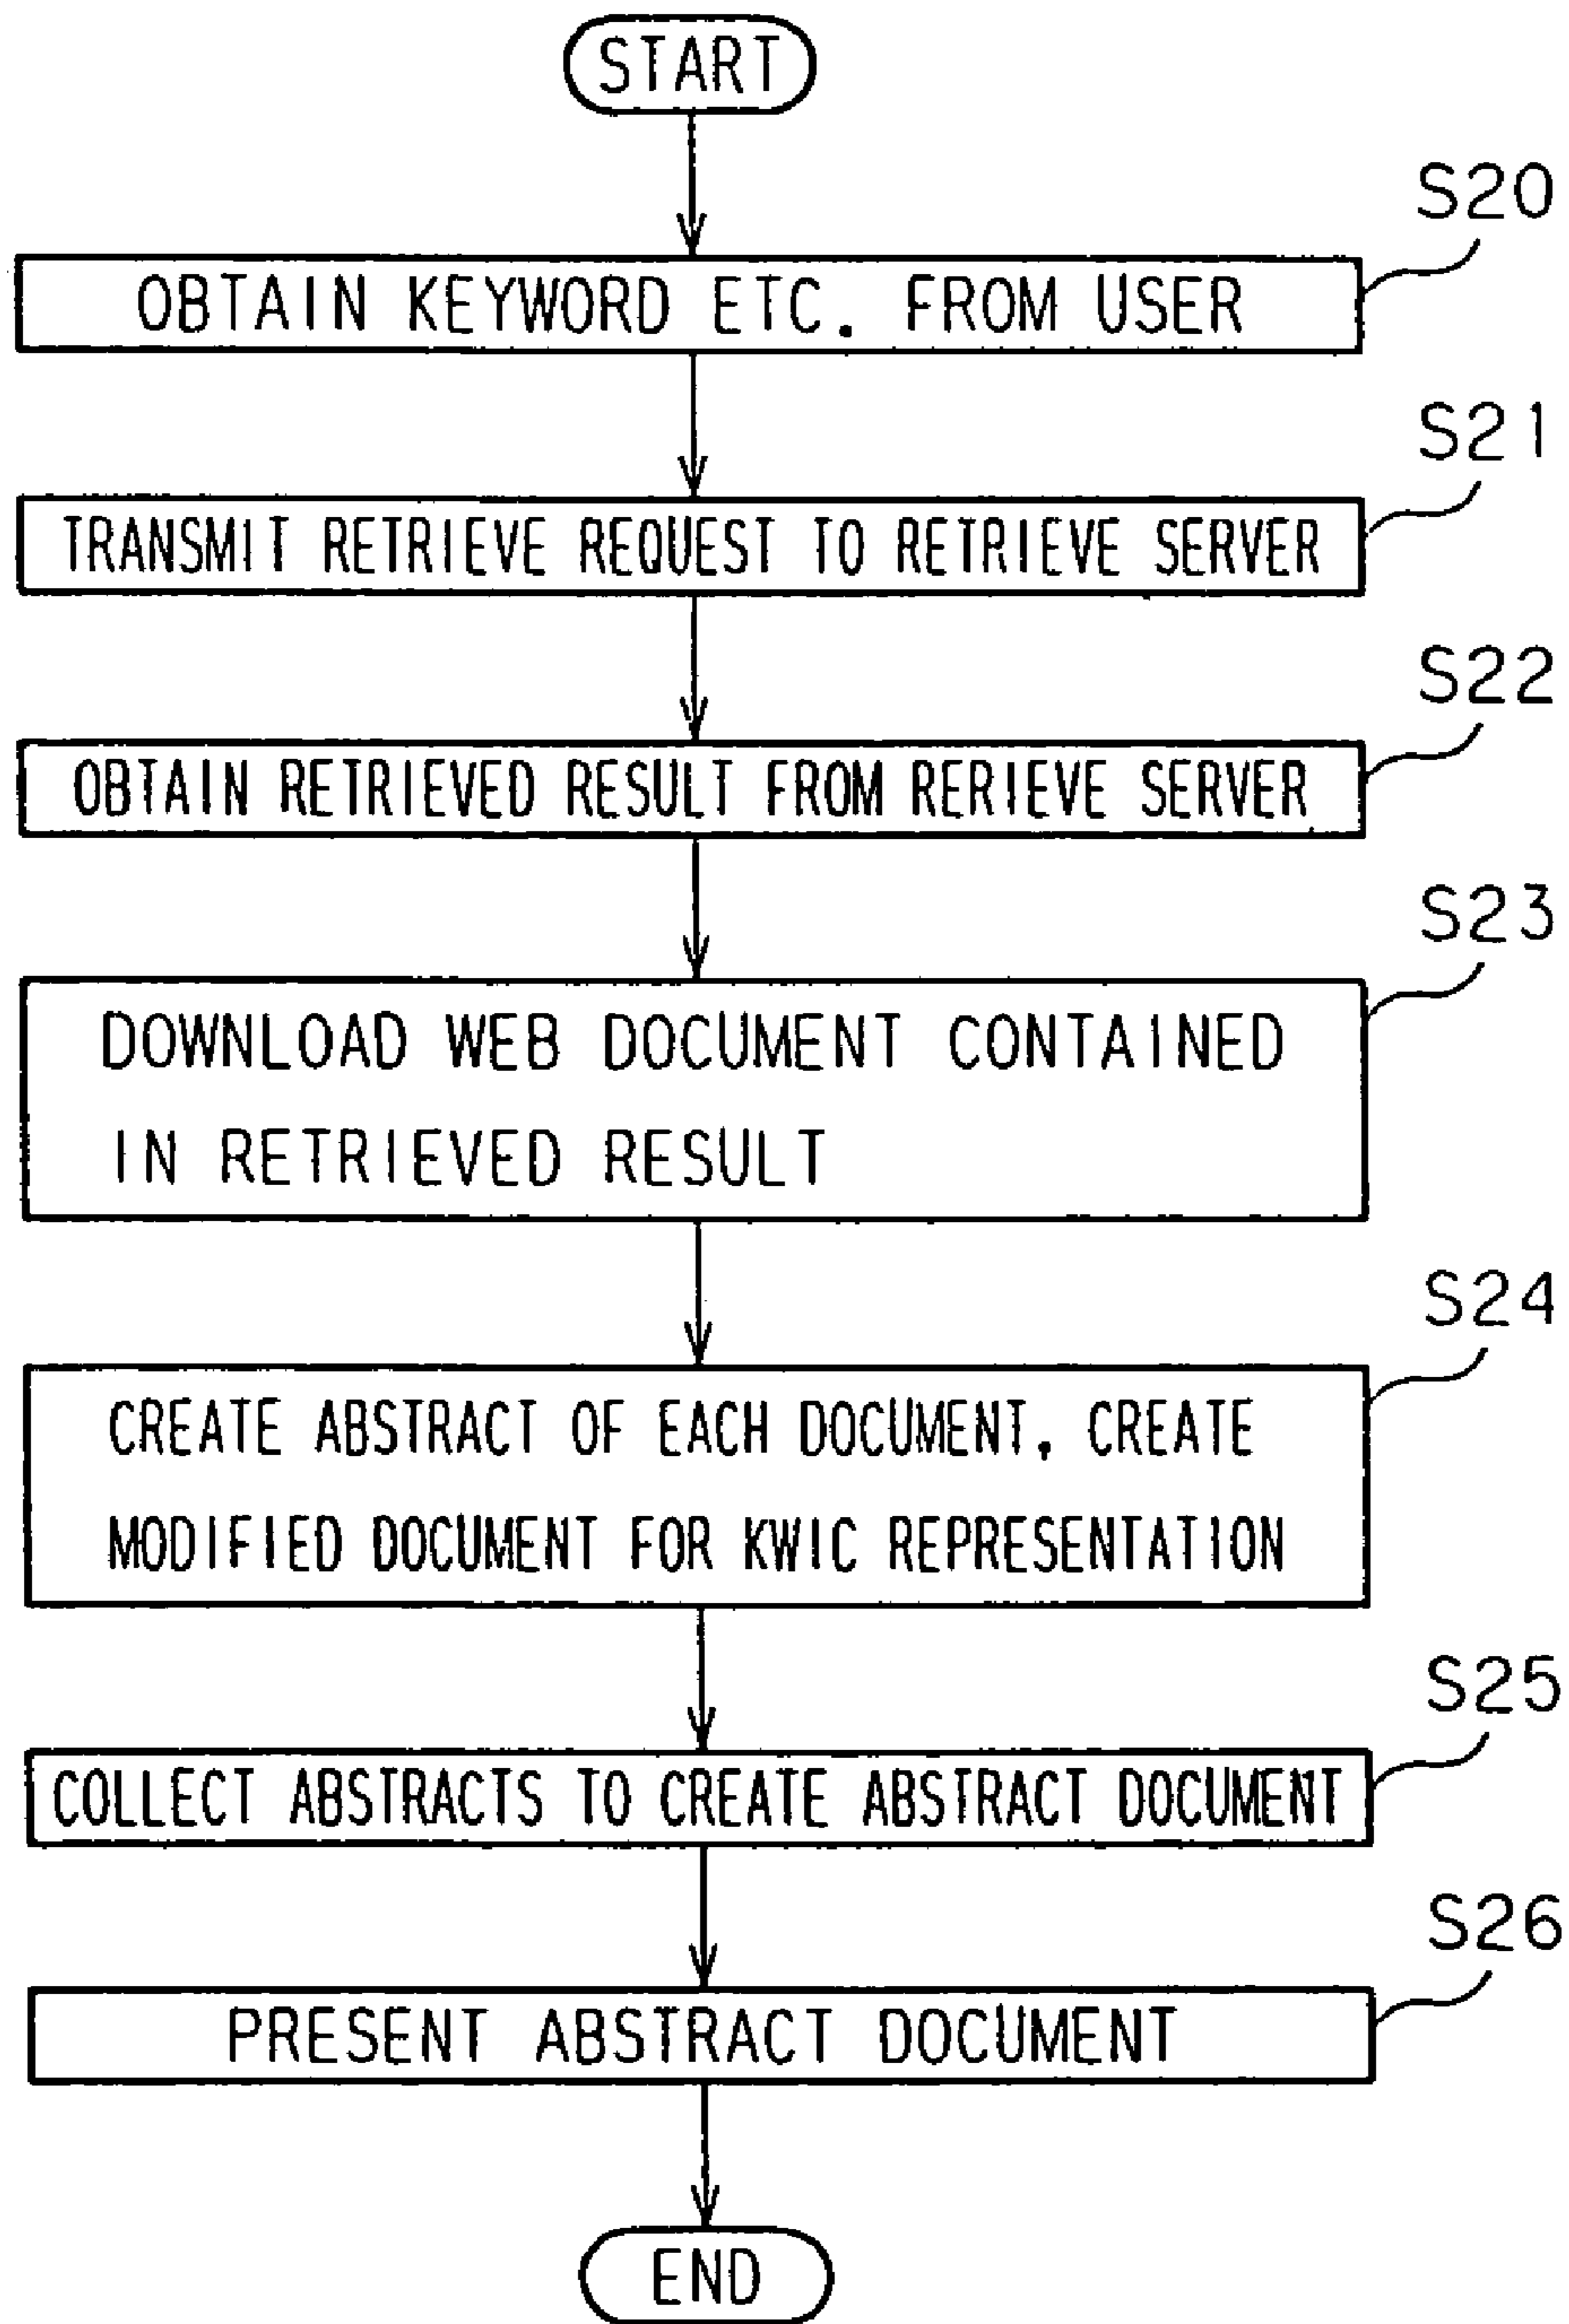 START
S20
OBTAIN KEYWORD ETC. FROM USER
S21
TRANSMIT RETRIEVE REQUEST TO RETRIEVE SERVER
S22
OBTAIN RETRIEVED RESULT FROM RERIEVE SERVER
S23
DOWNLOAD WEB DOCUMENT CONTAINED
IN RETRIEVED RESULT
S24
CREATE ABSTRACT OF EACH DOCUMENT. CREATE
MODIFIED DOCUMENT FOR KWIC REPRESENTATION
S25
COLLECT ABSTRACTS TO CREATE ABSTRACT DOCUMENT
S26
PRESENT ABSTRACT DOCUMENT
END